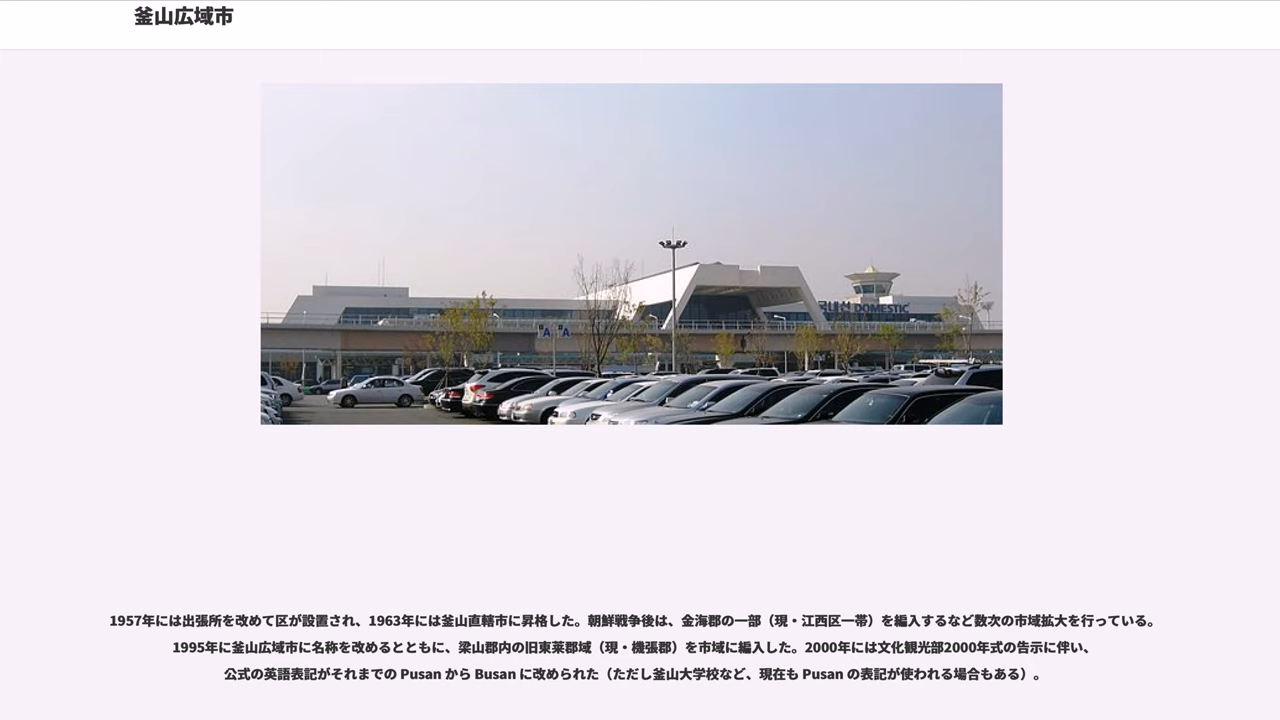 釜山広域市
국내선 DOMESTIC
A A
1957年には出張所を改めて区が設置され、1963年には釜山直轄市に昇格した。朝鮮戦争後は、金海郡の一部（現・江西区一帯）を編入するなど数次の市域拡大を行っている。
1995年に釜山広域市に名称を改めるとともに、梁山郡内の旧東莱郡域（現・機張郡）を市域に編入した。2000年には文化観光部2000年式の告示に伴い、
公式の英語表記がそれまでの Pusan から Busan に改められた（ただし釜山大学校など、現在も Pusan の表記が使われる場合もある）。